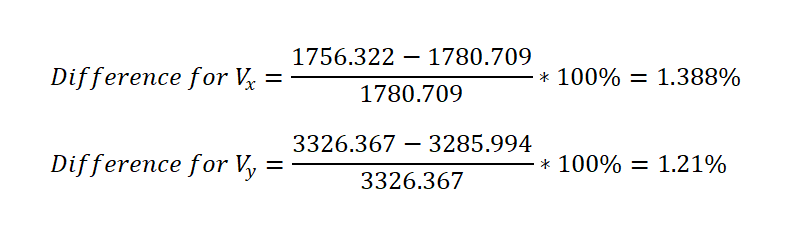 Difference for Vₓ = (1756.322 − 1780.709) / 1780.709 * 100% = 1.388%
Difference for V_y = (3326.367 − 3285.994) / 3326.367 * 100% = 1.21%